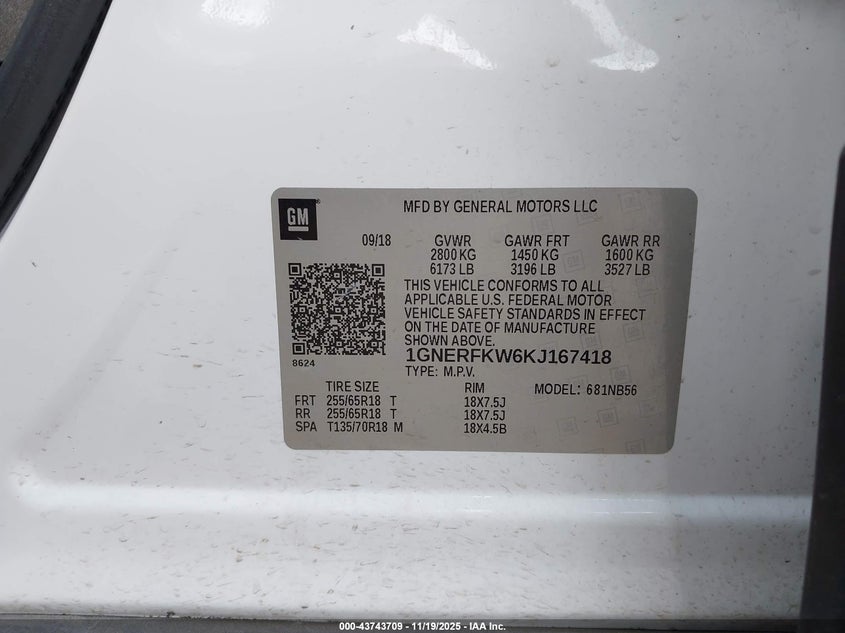 GM ®
MFD BY GENERAL MOTORS LLC
09/18 GVWR GAWR FRT GAWR RR
2800 KG 1450 KG 1600 KG
6173 LB 3196 LB 3527 LB
THIS VEHICLE CONFORMS TO ALL
APPLICABLE U.S. FEDERAL MOTOR
VEHICLE SAFETY STANDARDS IN EFFECT
ON THE DATE OF MANUFACTURE
SHOWN ABOVE.
8624
1GNERFKW6KJ167418
TYPE: M.P.V.
TIRE SIZE RIM MODEL: 681NB56
FRT 255/65R18 T 18X7.5J
RR 255/65R18 T 18X7.5J
SPA T135/70R18 M 18X4.5B
000-43743709 - 11/19/2025 - IAA Inc.